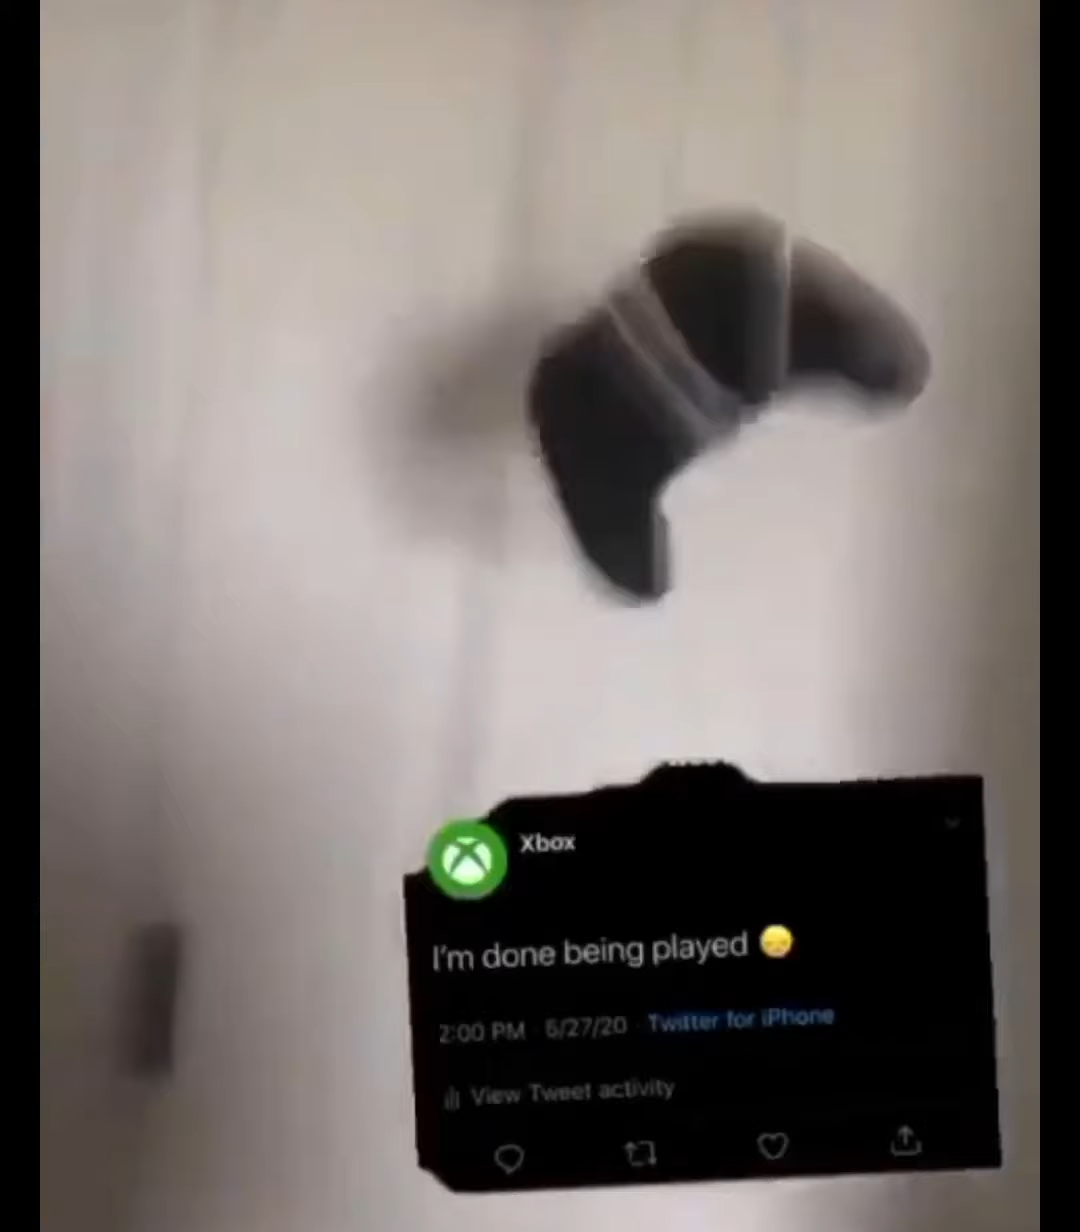 Xbox
I'm done being played 😞
2:00 PM · 6/27/20 · Twitter for iPhone
View Tweet activity